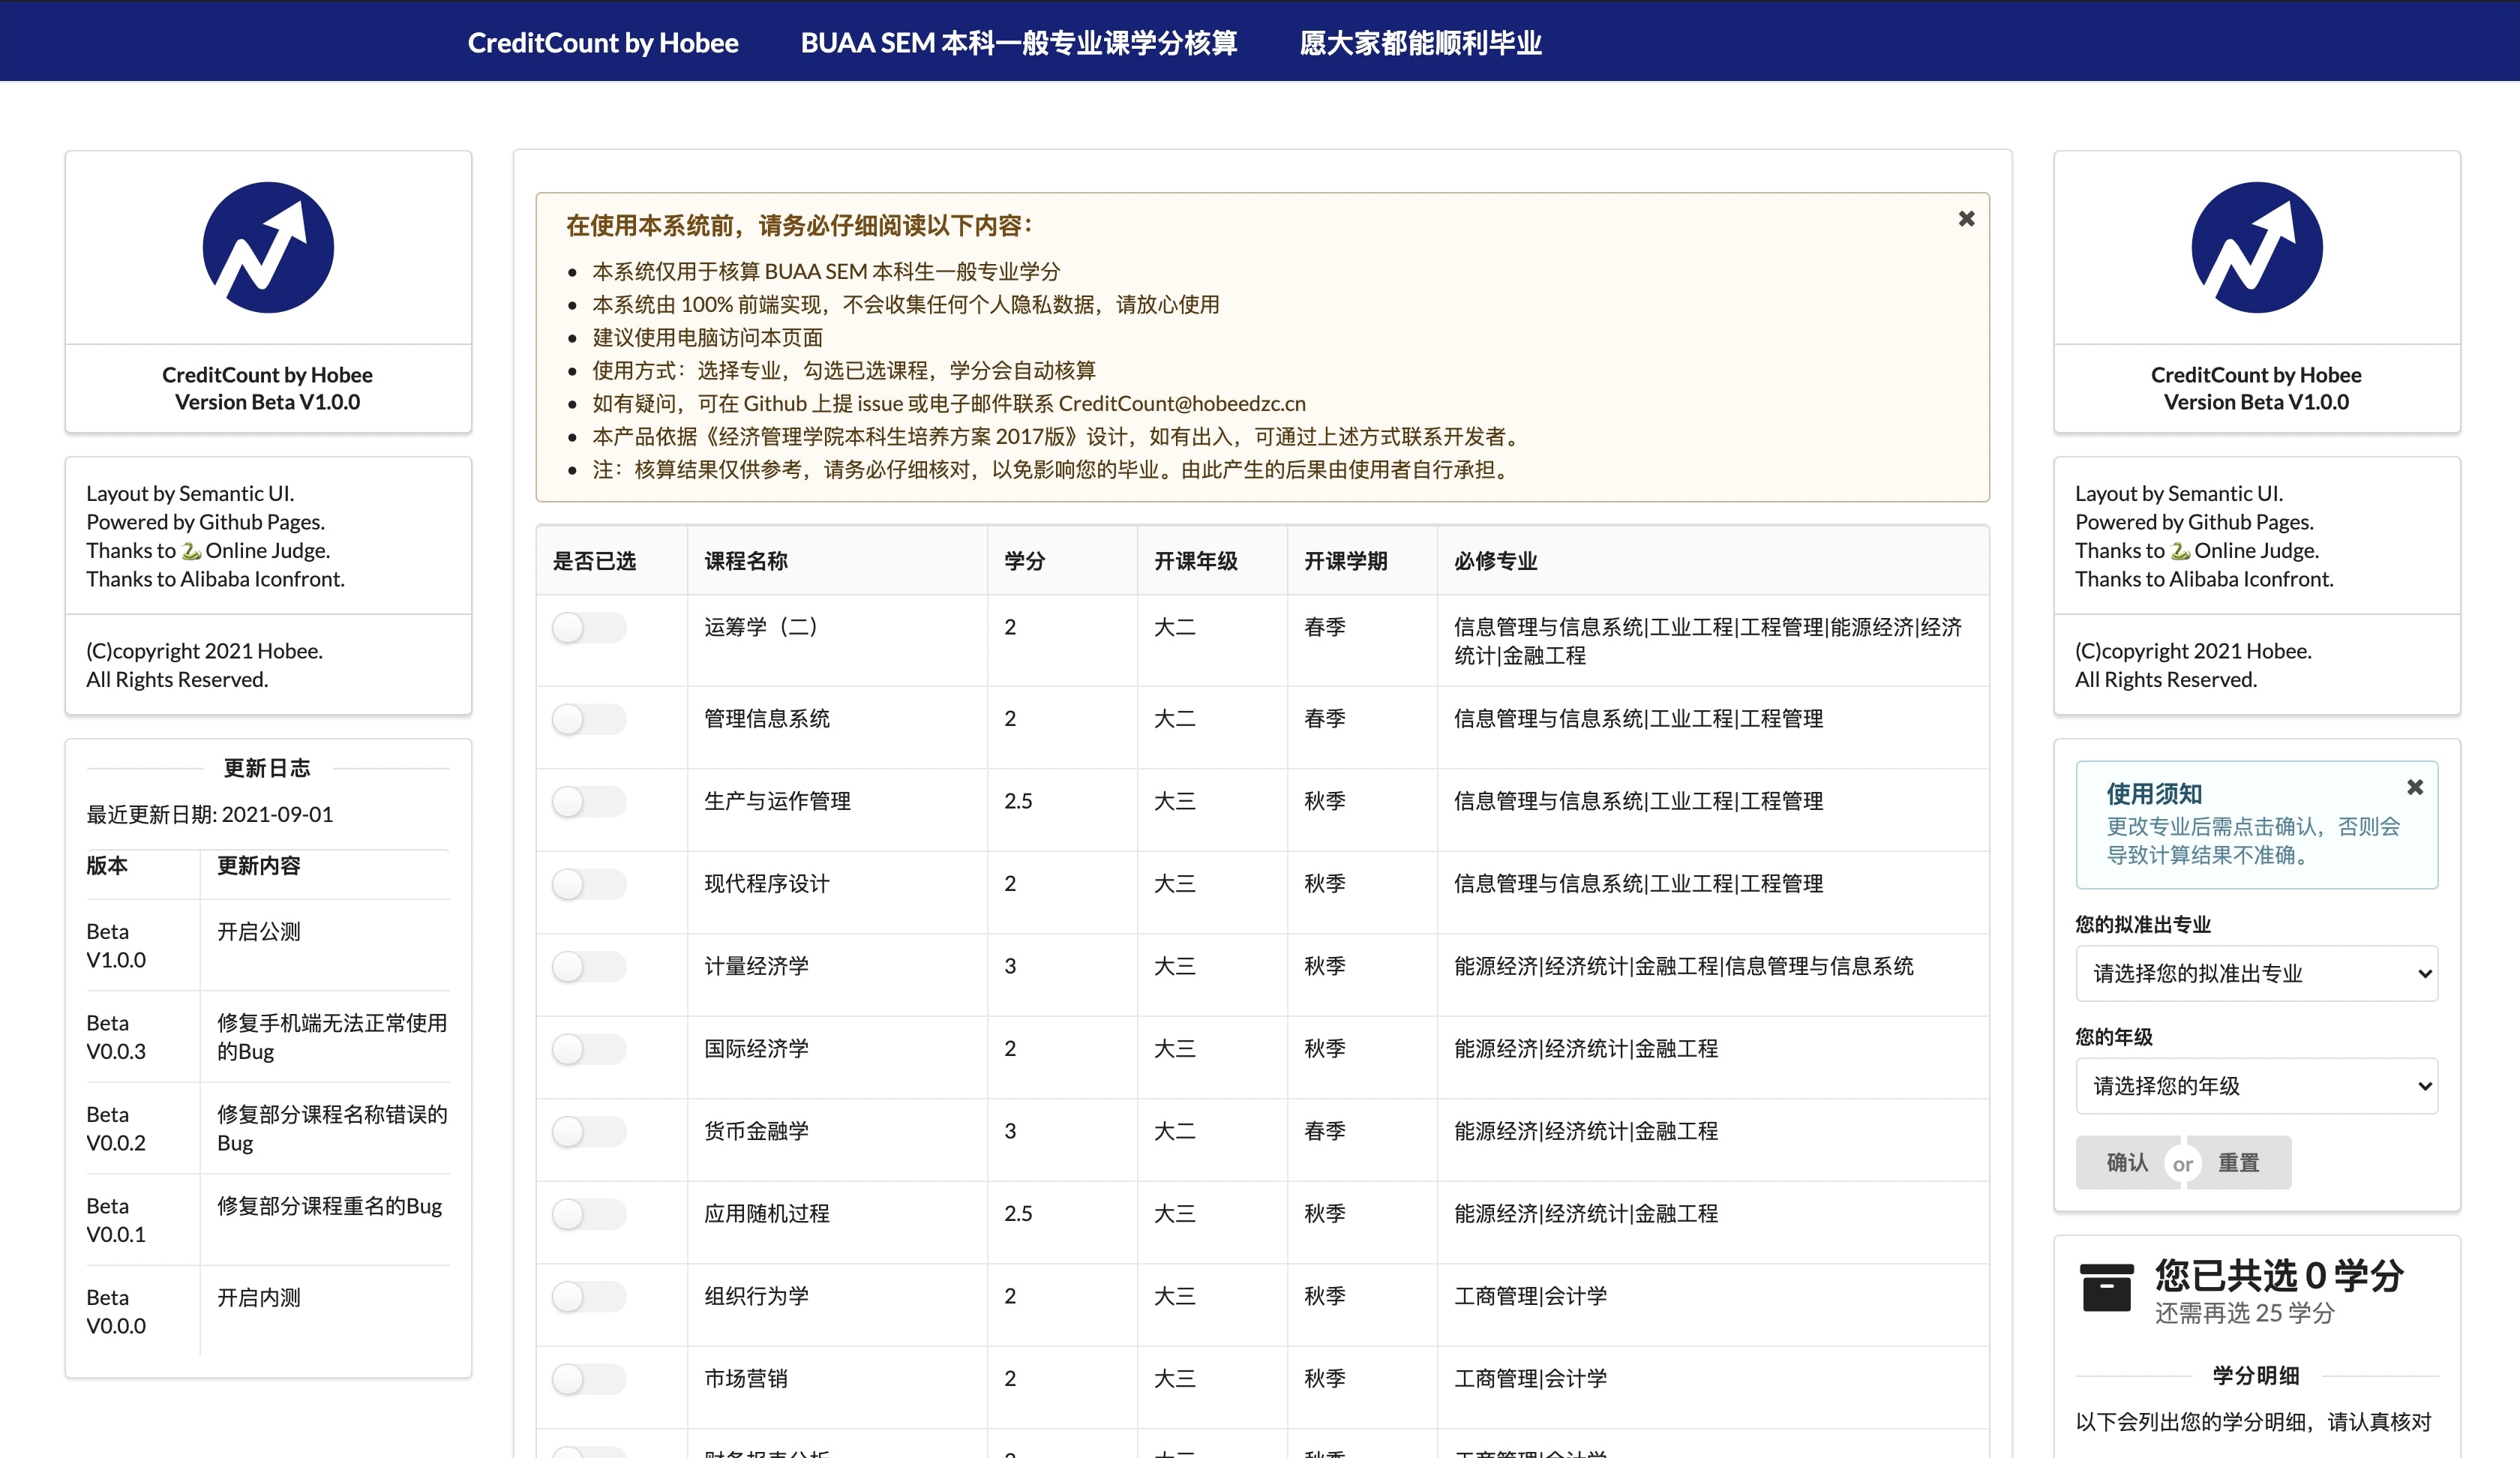 CreditCount by Hobee BUAA SEM 本科一般专业课学分核算 愿大家都能顺利毕业
CreditCount by Hobee
Version Beta V1.0.0
Layout by Semantic UI.
Powered by Github Pages.
Thanks to 🐍 Online Judge.
Thanks to Alibaba Iconfront.
(C)copyright 2021 Hobee.
All Rights Reserved.
更新日志
最近更新日期: 2021-09-01
版本 更新内容
Beta V1.0.0 开启公测
Beta V0.0.3 修复手机端无法正常使用的Bug
Beta V0.0.2 修复部分课程名称错误的Bug
Beta V0.0.1 修复部分课程重名的Bug
Beta V0.0.0 开启内测
在使用本系统前，请务必仔细阅读以下内容：
本系统仅用于核算 BUAA SEM 本科生一般专业学分
本系统由 100% 前端实现，不会收集任何个人隐私数据，请放心使用
建议使用电脑访问本页面
使用方式：选择专业，勾选已选课程，学分会自动核算
如有疑问，可在 Github 上提 issue 或电子邮件联系 CreditCount@hobeedzc.cn
本产品依据《经济管理学院本科生培养方案 2017版》设计，如有出入，可通过上述方式联系开发者。
注：核算结果仅供参考，请务必仔细核对，以免影响您的毕业。由此产生的后果由使用者自行承担。
是否已选 课程名称 学分 开课年级 开课学期 必修专业
运筹学（二） 2 大二 春季 信息管理与信息系统|工业工程|工程管理|能源经济|经济统计|金融工程
管理信息系统 2 大二 春季 信息管理与信息系统|工业工程|工程管理
生产与运作管理 2.5 大三 秋季 信息管理与信息系统|工业工程|工程管理
现代程序设计 2 大三 秋季 信息管理与信息系统|工业工程|工程管理
计量经济学 3 大三 秋季 能源经济|经济统计|金融工程|信息管理与信息系统
国际经济学 2 大三 秋季 能源经济|经济统计|金融工程
货币金融学 3 大二 春季 能源经济|经济统计|金融工程
应用随机过程 2.5 大三 秋季 能源经济|经济统计|金融工程
组织行为学 2 大三 秋季 工商管理|会计学
市场营销 2 大三 秋季 工商管理|会计学
CreditCount by Hobee
Version Beta V1.0.0
Layout by Semantic UI.
Powered by Github Pages.
Thanks to 🐍 Online Judge.
Thanks to Alibaba Iconfront.
(C)copyright 2021 Hobee.
All Rights Reserved.
使用须知
更改专业后需点击确认，否则会
导致计算结果不准确。
您的拟准出专业
请选择您的拟准出专业
您的年级
请选择您的年级
确认 or 重置
您已共选 0 学分
还需再选 25 学分
学分明细
以下会列出您的学分明细，请认真核对